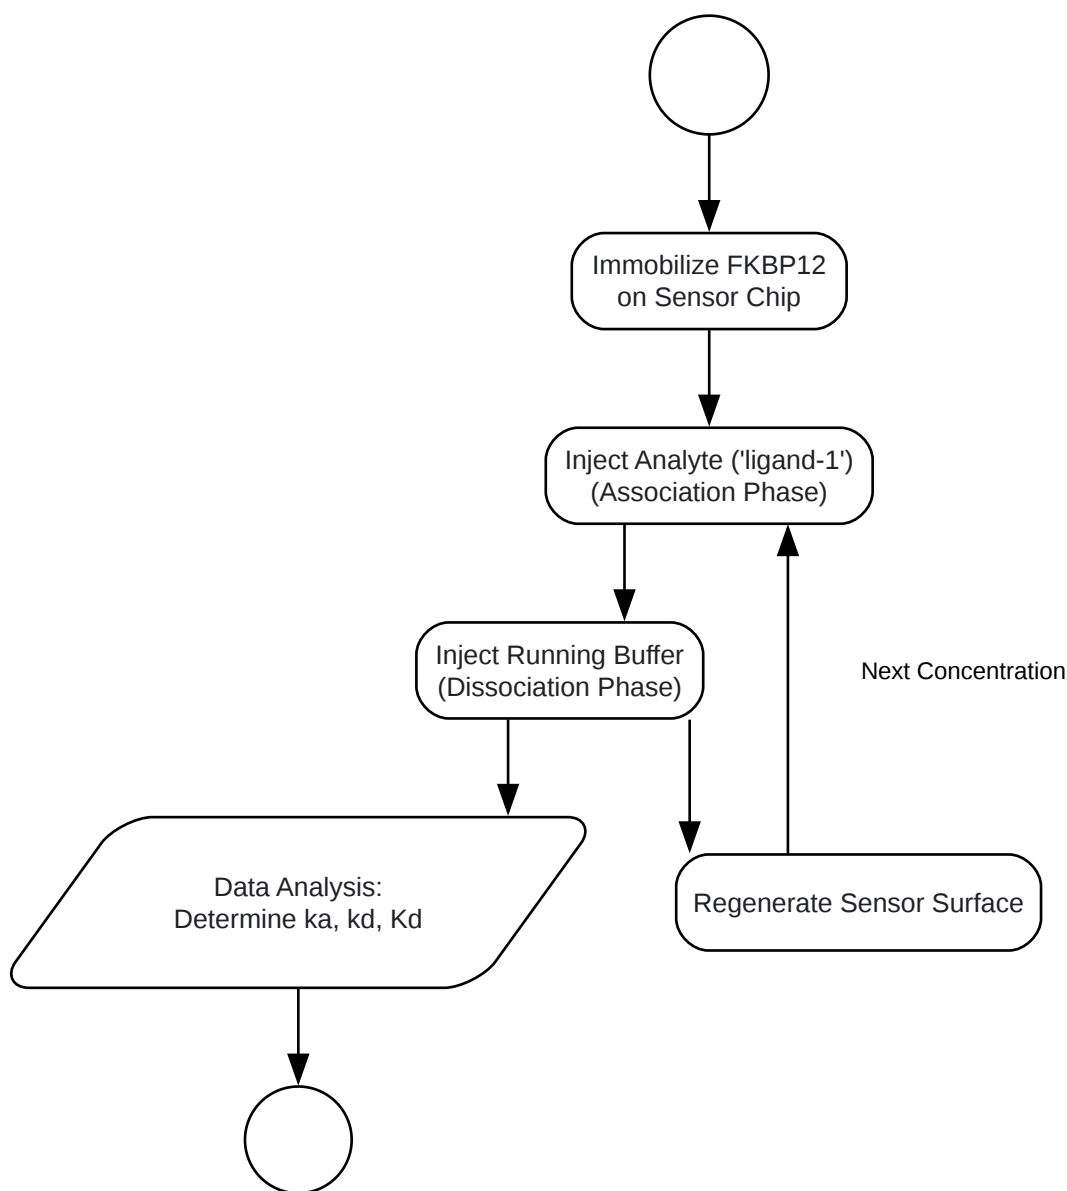 Immobilize FKBP12
on Sensor Chip
Inject Analyte ('ligand-1')
(Association Phase)
Inject Running Buffer
(Dissociation Phase)
Next Concentration
Data Analysis:
Determine ka, kd, Kd
Regenerate Sensor Surface